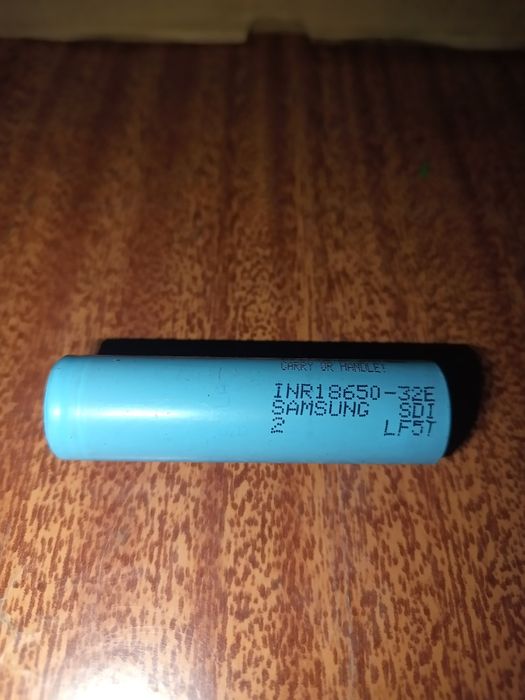 CARRY OR HANDLE!
INR18650-32E
SAMSUNG SDI
2 LF5T